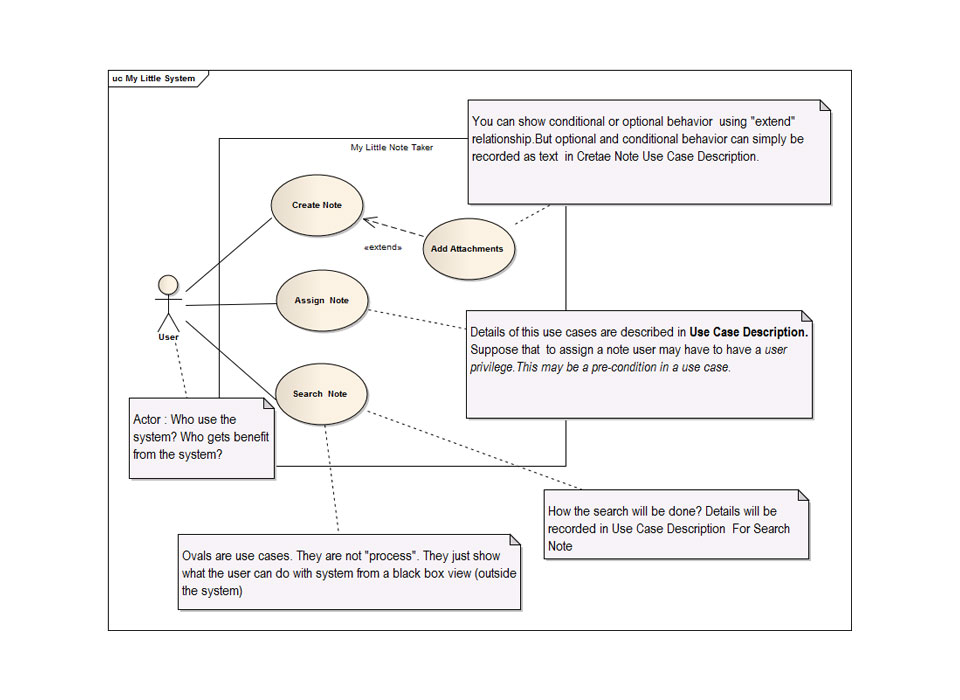 uc My Little System
You can show conditional or optional behavior using "extend"
relationship.But optional and conditional behavior can simply be
recorded as text in Cretae Note Use Case Description.
My Little Note Taker
Create Note
«extend»
Add Attachments
Assign Note
User
Details of this use cases are described in Use Case Description.
Suppose that to assign a note user may have to have a user
privilege.This may be a pre-condition in a use case.
Search Note
Actor : Who use the
system? Who gets benefit
from the system?
How the search will be done? Details will be
recorded in Use Case Description For Search
Note
Ovals are use cases. They are not "process". They just show
what the user can do with system from a black box view (outside
the system)